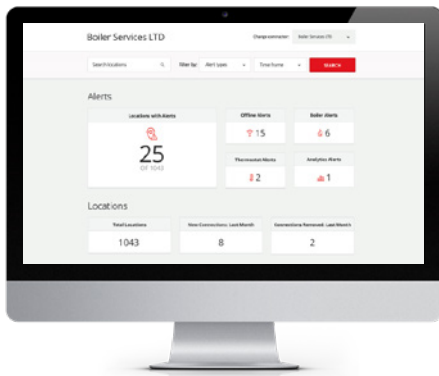 Boiler Services LTD
Change contractor: Boiler Services LTD
Search locations Filter by: Alert types Time frame SEARCH
Alerts
Locations with Alerts
25
OF 1043
Offline Alerts
15
Boiler Alerts
6
Thermostat Alerts
2
Analytics Alerts
1
Locations
Total Locations
1043
New Connections: Last Month
8
Connections Removed: Last Month
2